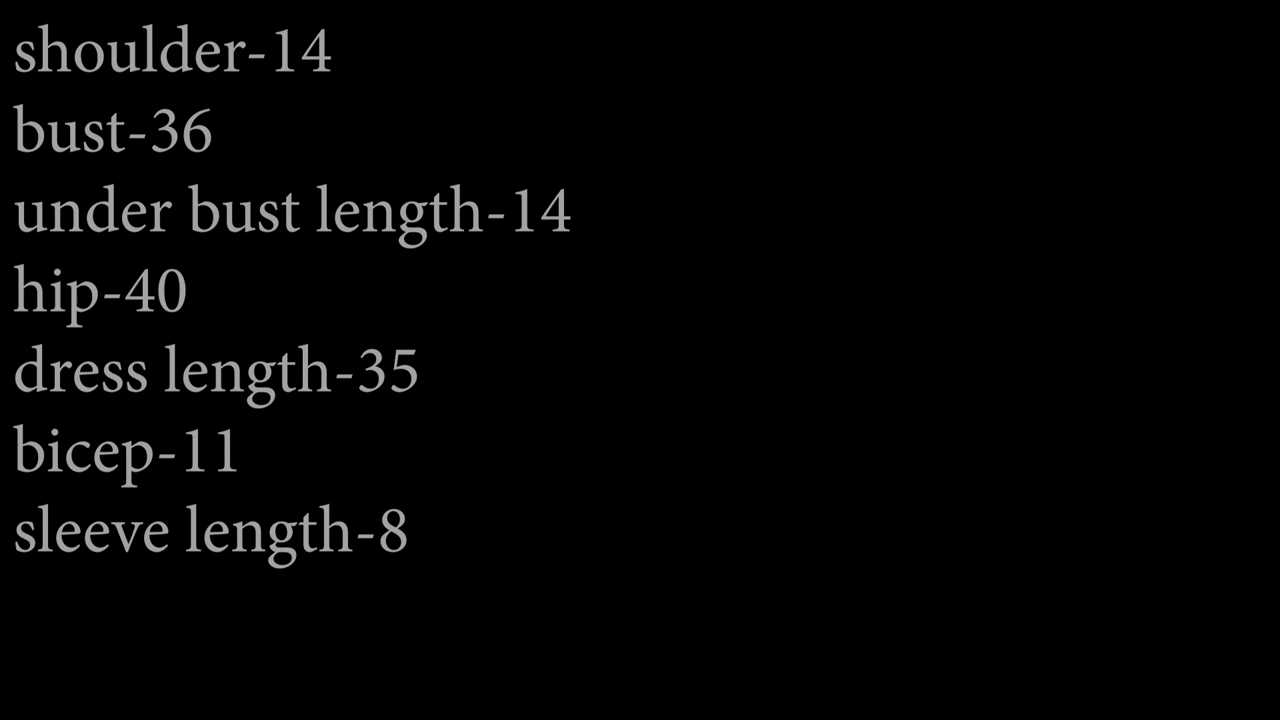 shoulder-14
bust-36
under bust length-14
hip-40
dress length-35
bicep-11
sleeve length-8